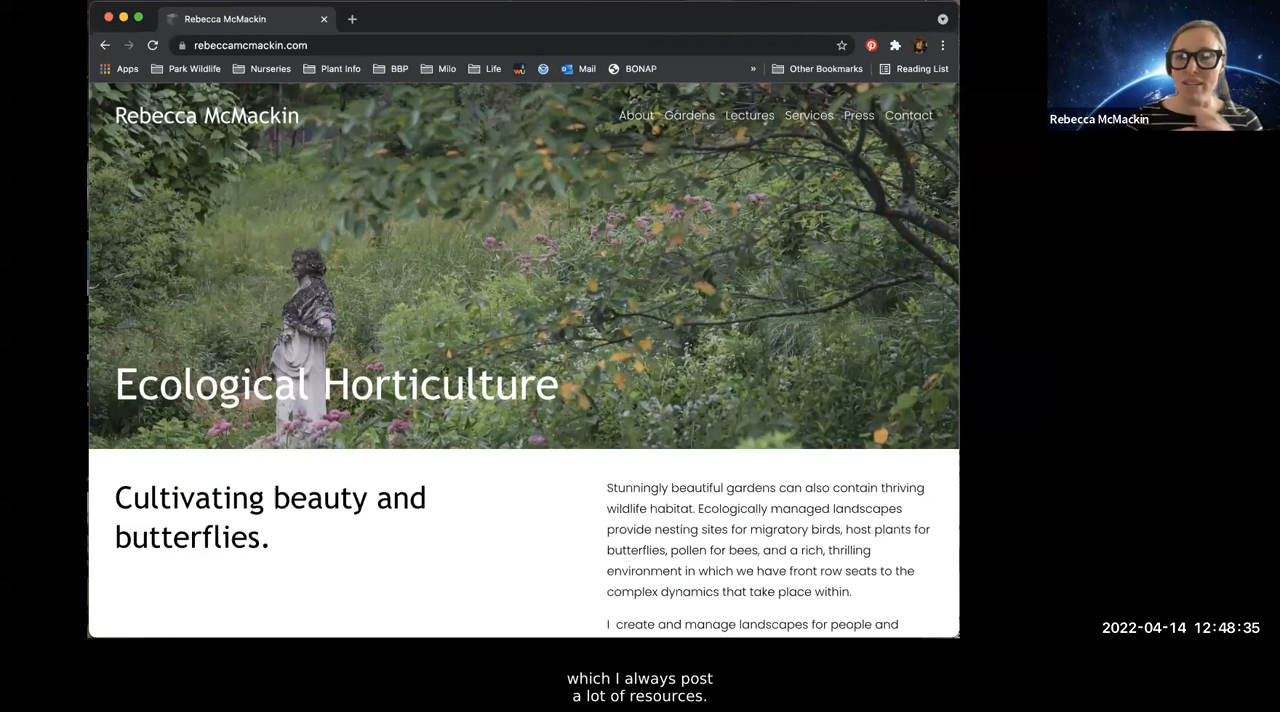 Rebecca McMackin
rebeccamcmackin.com
Apps Park Wildlife Nurseries Plant Info BBP Milo Life Mail BONAP » Other Bookmarks Reading List
Rebecca McMackin
About Gardens Lectures Services Press Contact
Ecological Horticulture
Cultivating beauty and
butterflies.
Stunningly beautiful gardens can also contain thriving
wildlife habitat. Ecologically managed landscapes
provide nesting sites for migratory birds, host plants for
butterflies, pollen for bees, and a rich, thrilling
environment in which we have front row seats to the
complex dynamics that take place within.
I create and manage landscapes for people and
Rebecca McMackin
2022-04-14 12:48:35
which I always post
a lot of resources.